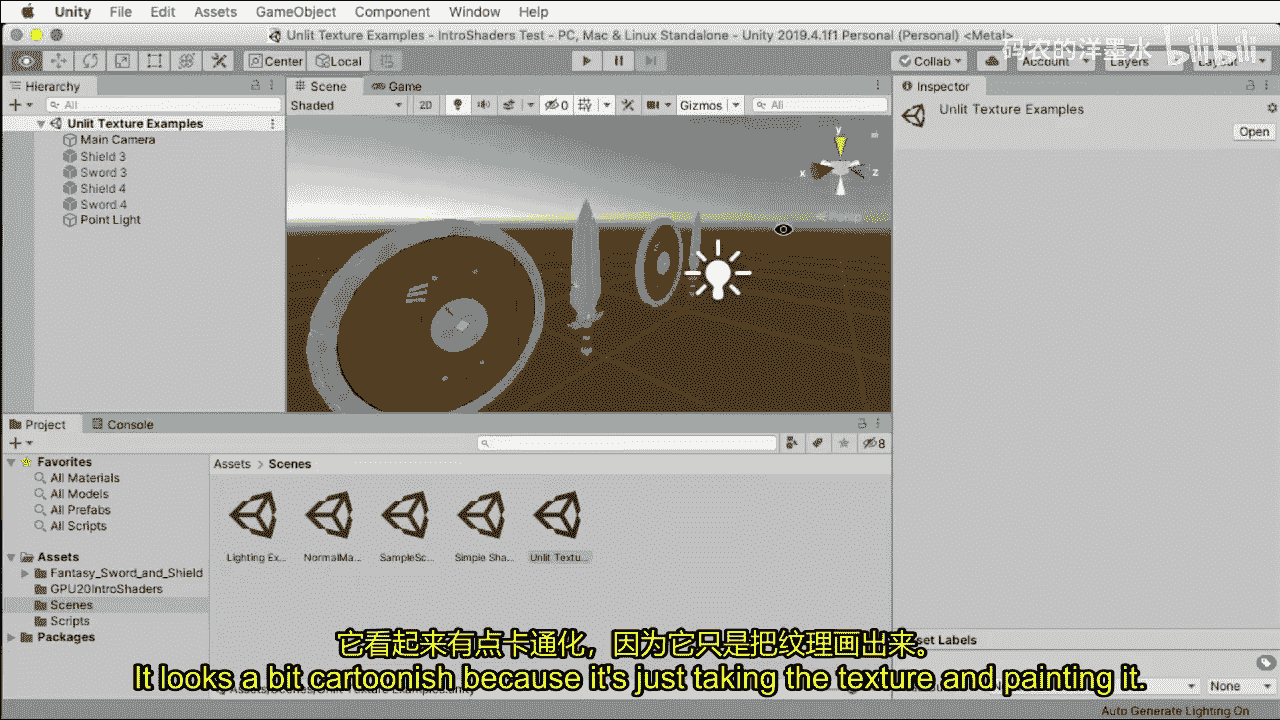 Unity File Edit Assets GameObject Component Window Help
Unlit Texture Examples - IntroShaders Test - PC, Mac & Linux Standalone - Unity 2019.4.1f1 Personal (Personal) <Metal>
码农的洋墨水 bilibili
Center Local Collab Account Layers
Hierarchy Scene Game Inspector
All Shaded 2D 0 Gizmos All
Unlit Texture Examples
Open
Unlit Texture Examples
Main Camera
Shield 3
Sword 3
Shield 4
Sword 4
Point Light
y
x
z
Persp
Project Console
8
Favorites
All Materials
All Models
All Prefabs
All Scripts
Assets
Fantasy_Sword_and_Shield
GPU20IntroShaders
Scenes
Scripts
Packages
Assets > Scenes
Lighting Ex... NormalMa... SampleSc... Simple Sha... Unlit Textu...
它看起来有点卡通化，因为它只是把纹理画出来。
It looks a bit cartoonish because it's just taking the texture and painting it.
Asset Labels
None
Auto Generate Lighting On